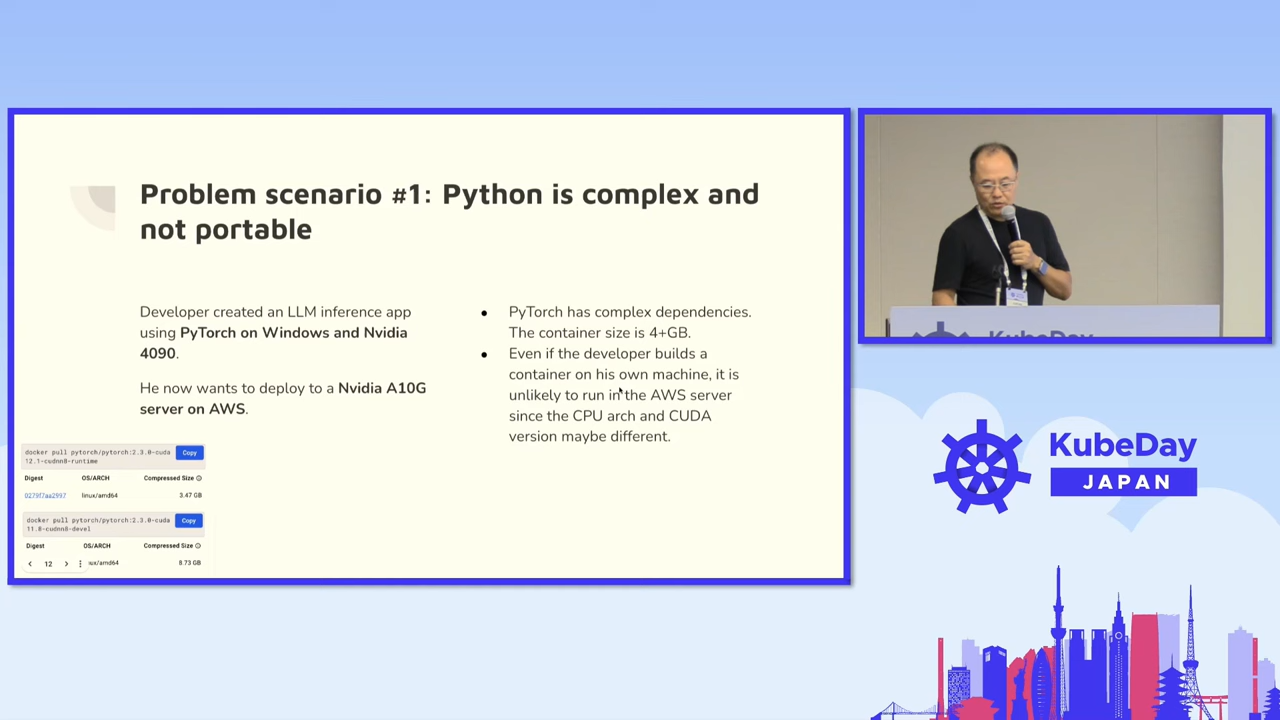 Problem scenario #1: Python is complex and
not portable
Developer created an LLM inference app
using PyTorch on Windows and Nvidia
4090.
He now wants to deploy to a Nvidia A10G
server on AWS.
PyTorch has complex dependencies.
The container size is 4+GB.
Even if the developer builds a
container on his own machine, it is
unlikely to run in the AWS server
since the CPU arch and CUDA
version maybe different.
docker pull pytorch/pytorch:2.3.0-cuda
12.1-cudnn8-runtime
Copy
Digest OS/ARCH Compressed Size
0279f7aa2997 linux/amd64 3.47 GB
docker pull pytorch/pytorch:2.3.0-cuda
11.8-cudnn8-devel
Copy
Digest OS/ARCH Compressed Size
12 ux/amd64 8.73 GB
KubeDay
KubeDay
JAPAN